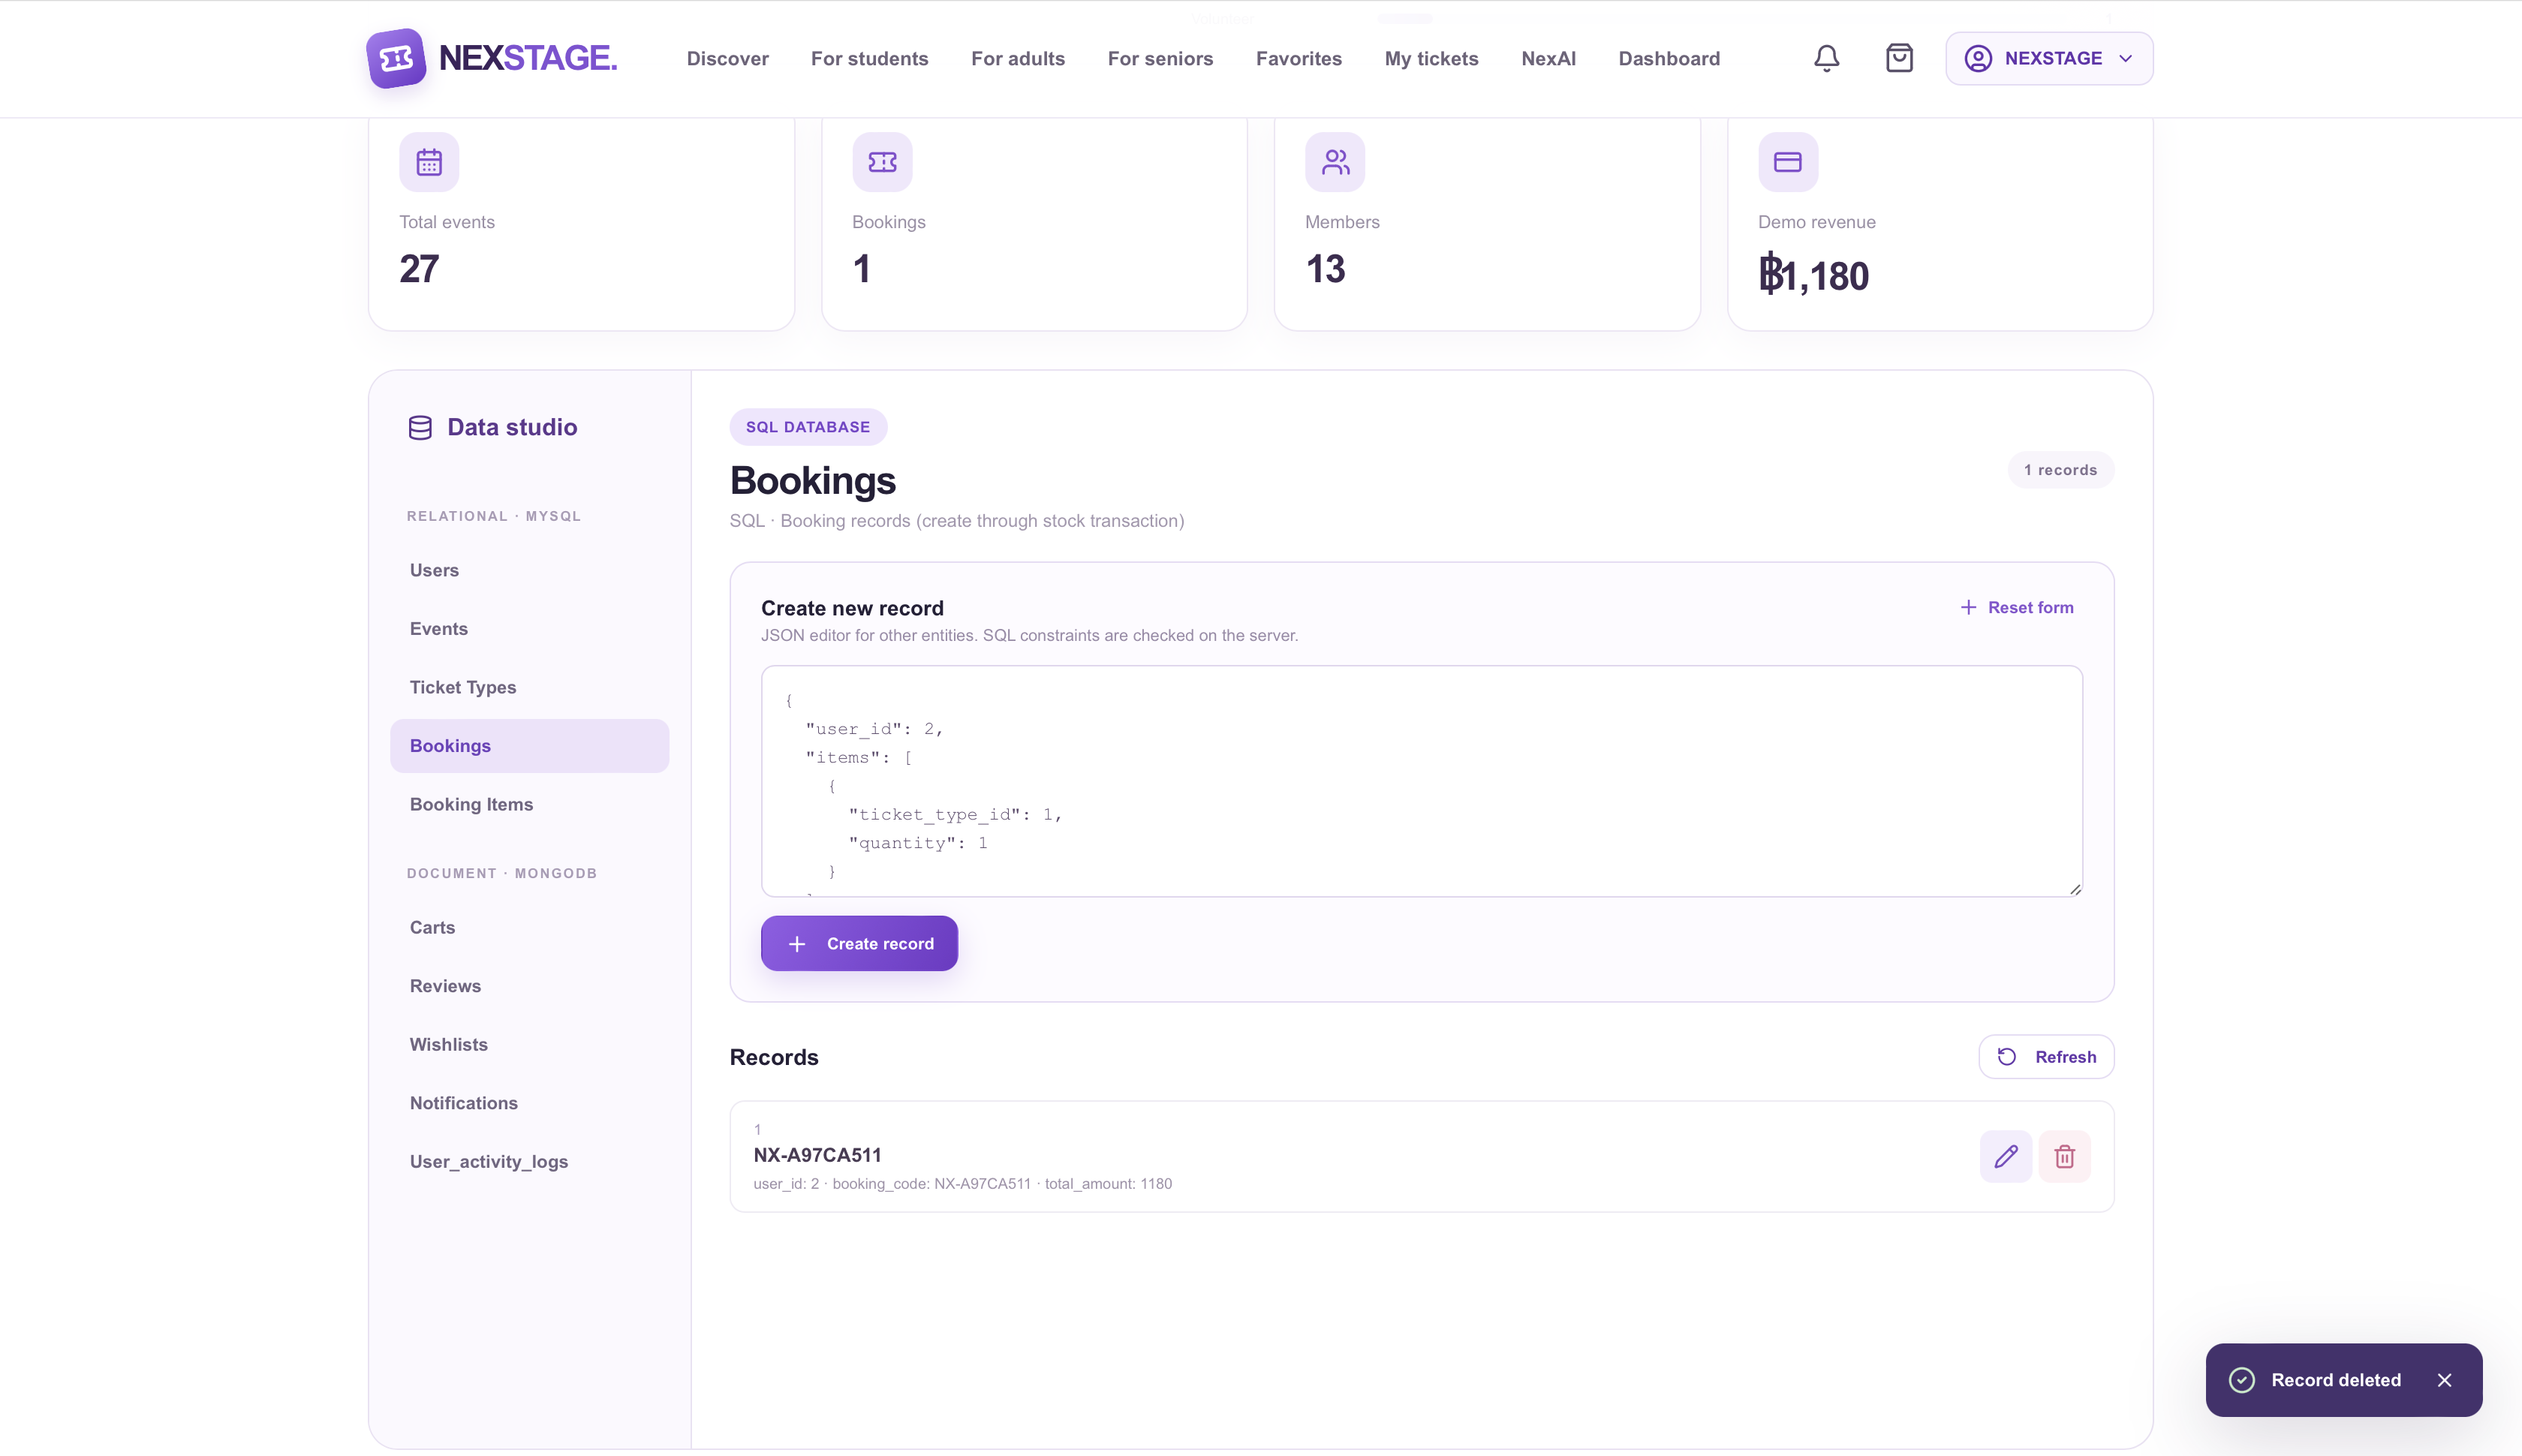 NEXSTAGE.
Discover
For students
For adults
For seniors
Favorites
My tickets
NexAI
Dashboard
NEXSTAGE
Total events
27
Bookings
1
Members
13
Demo revenue
฿1,180
Data studio
RELATIONAL · MYSQL
Users
Events
Ticket Types
Bookings
Booking Items
DOCUMENT · MONGODB
Carts
Reviews
Wishlists
Notifications
User_activity_logs
SQL DATABASE
Bookings
1 records
SQL · Booking records (create through stock transaction)
Create new record
Reset form
JSON editor for other entities. SQL constraints are checked on the server.
{
"user_id": 2,
"items": [
{
"ticket_type_id": 1,
"quantity": 1
}
Create record
Records
Refresh
1
NX-A97CA511
user_id: 2 · booking_code: NX-A97CA511 · total_amount: 1180
Record deleted